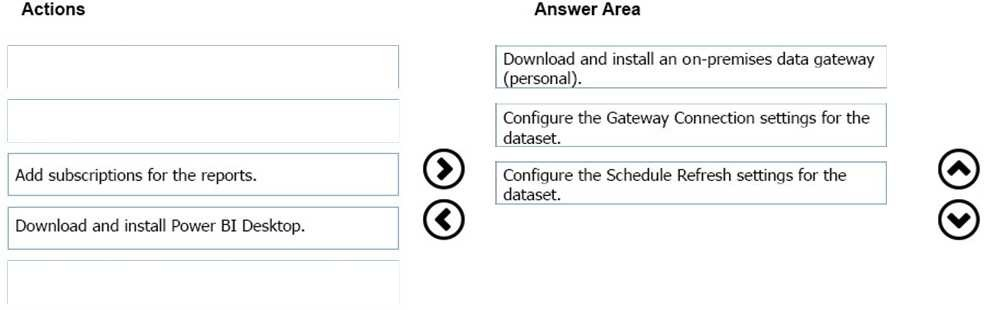 Actions
Answer Area
Download and install an on-premises data gateway
(personal).
Configure the Gateway Connection settings for the
dataset.
Add subscriptions for the reports.
Configure the Schedule Refresh settings for the
dataset.
Download and install Power BI Desktop.